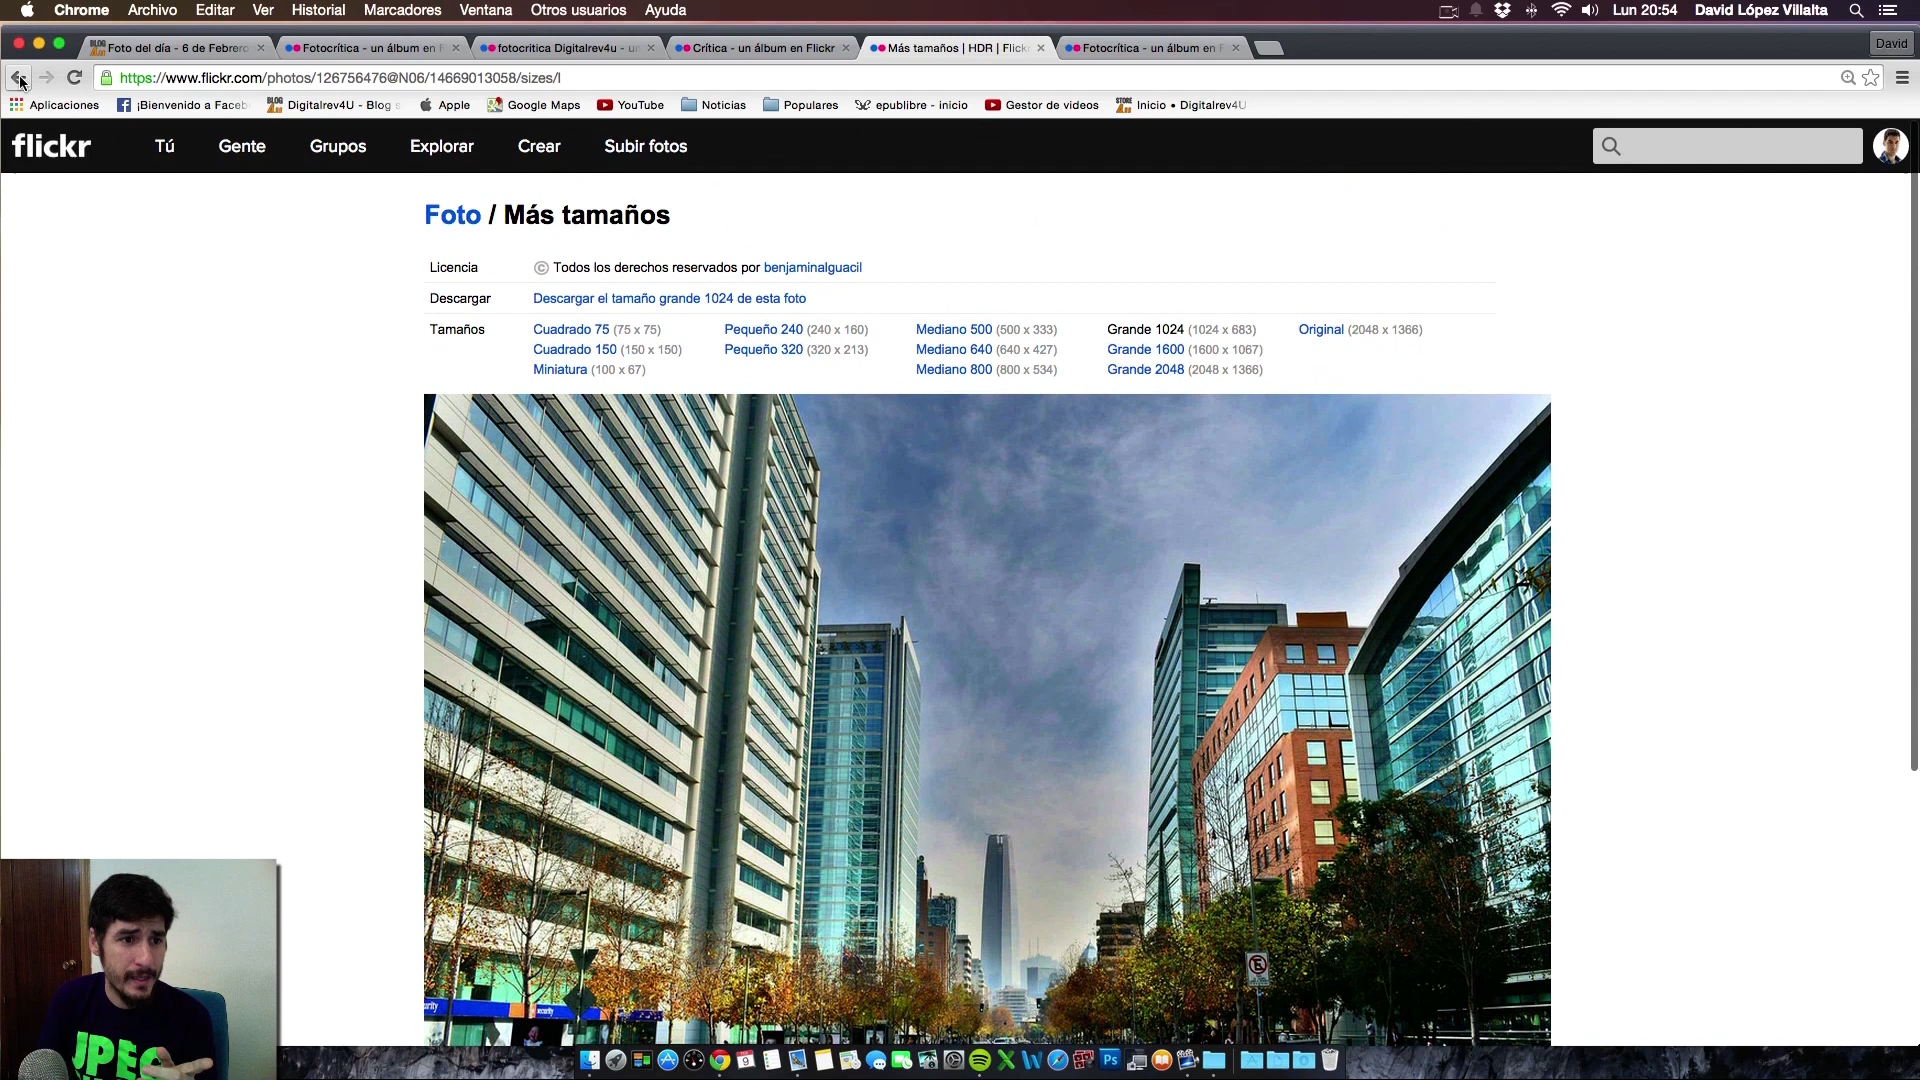 Chrome Archivo Editar Ver Historial Marcadores Ventana Otros usuarios Ayuda Lun 20:54 David López Villalta
Foto del día - 6 de Febrero Fotocrítica - un álbum en F fotocritica Digitalrev4u - un Crítica - un álbum en Flickr Más tamaños | HDR | Flickr Fotocrítica - un álbum en F David
https://www.flickr.com/photos/126756476@N06/14669013058/sizes/l
Aplicaciones ¡Bienvenido a Faceb Digitalrev4U - Blog s Apple Google Maps YouTube Noticias Populares epublibre - inicio Gestor de videos Inicio • Digitalrev4U
flickr Tú Gente Grupos Explorar Crear Subir fotos
Foto / Más tamaños
Licencia © Todos los derechos reservados por benjaminalguacil
Descargar Descargar el tamaño grande 1024 de esta foto
Tamaños Cuadrado 75 (75 x 75) Pequeño 240 (240 x 160) Mediano 500 (500 x 333) Grande 1024 (1024 x 683) Original (2048 x 1366)
Cuadrado 150 (150 x 150) Pequeño 320 (320 x 213) Mediano 640 (640 x 427) Grande 1600 (1600 x 1067)
Miniatura (100 x 67) Mediano 800 (800 x 534) Grande 2048 (2048 x 1366)
E
security
JPEG
9
Ps